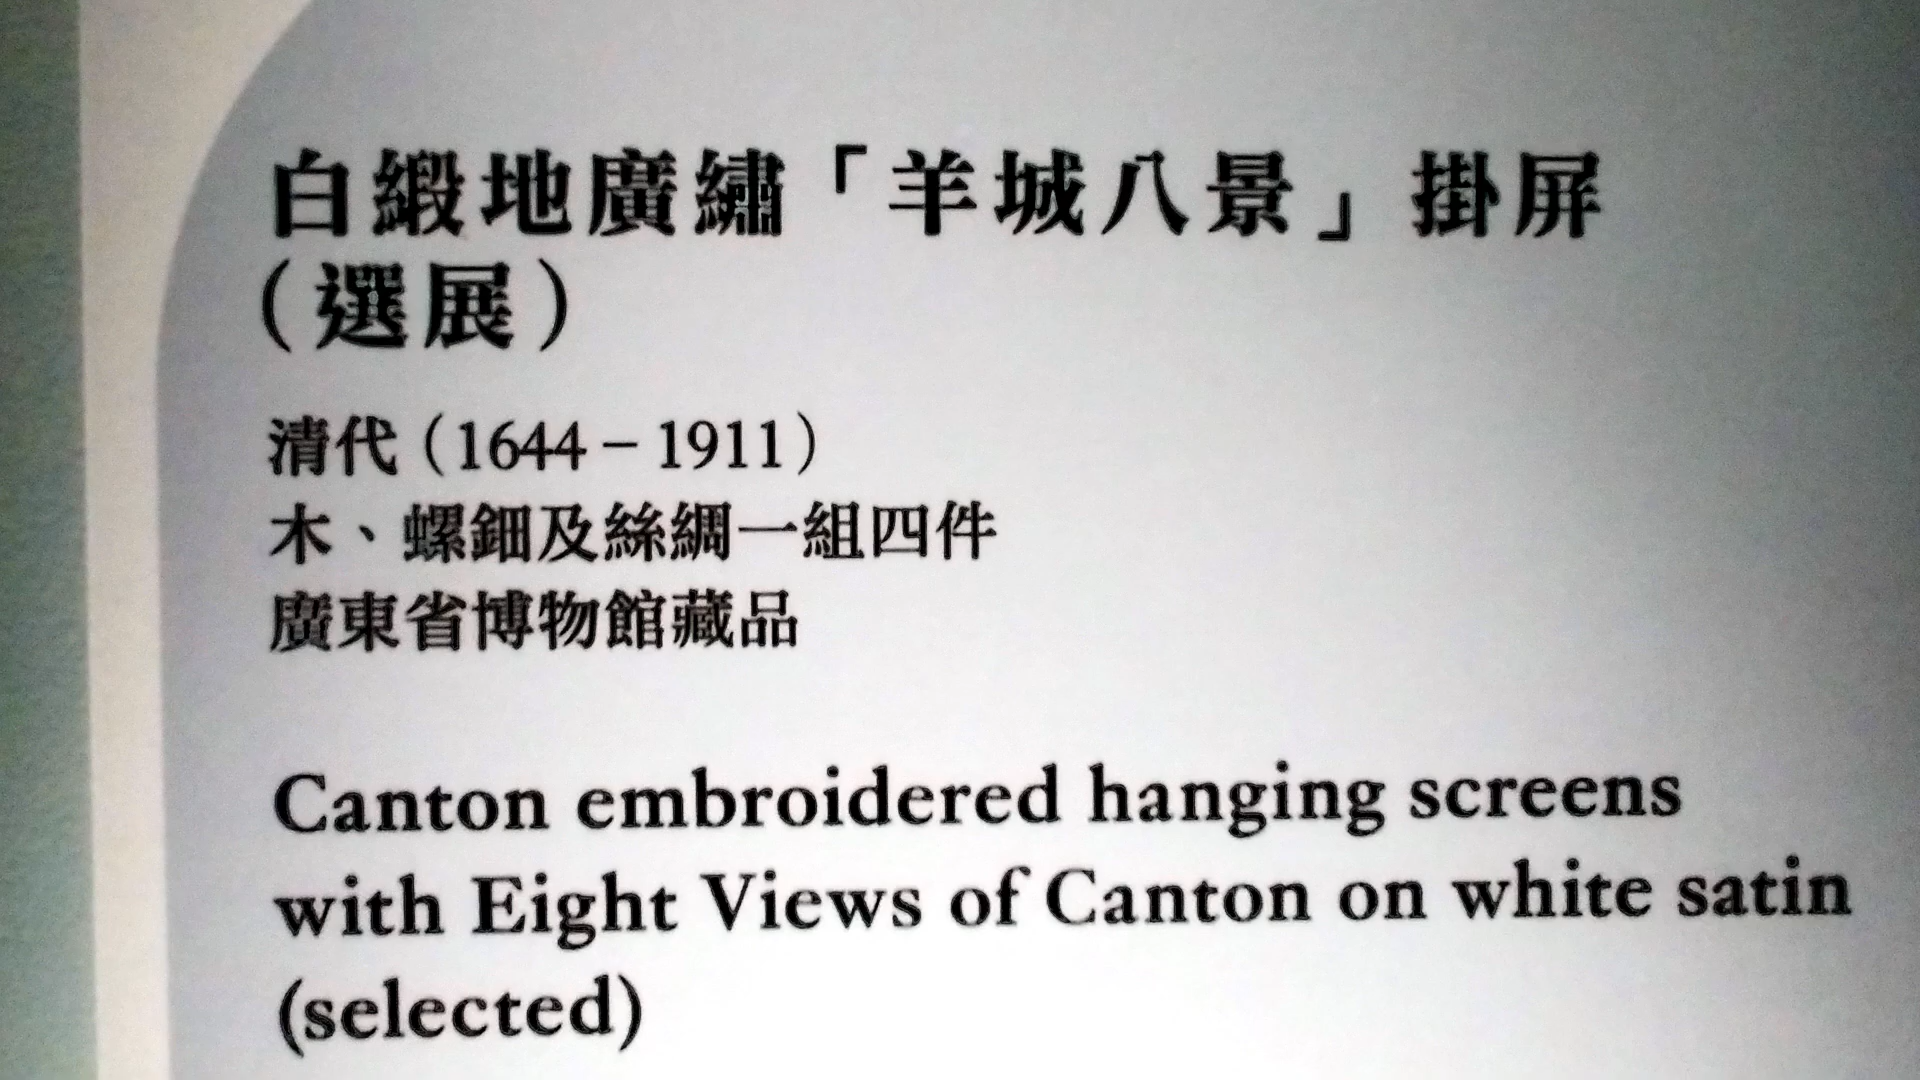 白緞地廣繡「羊城八景」掛屏
（選展）
清代（1644－1911）
木、螺鈿及絲綢一組四件
廣東省博物館藏品
Canton embroidered hanging screens
with Eight Views of Canton on white satin
(selected)